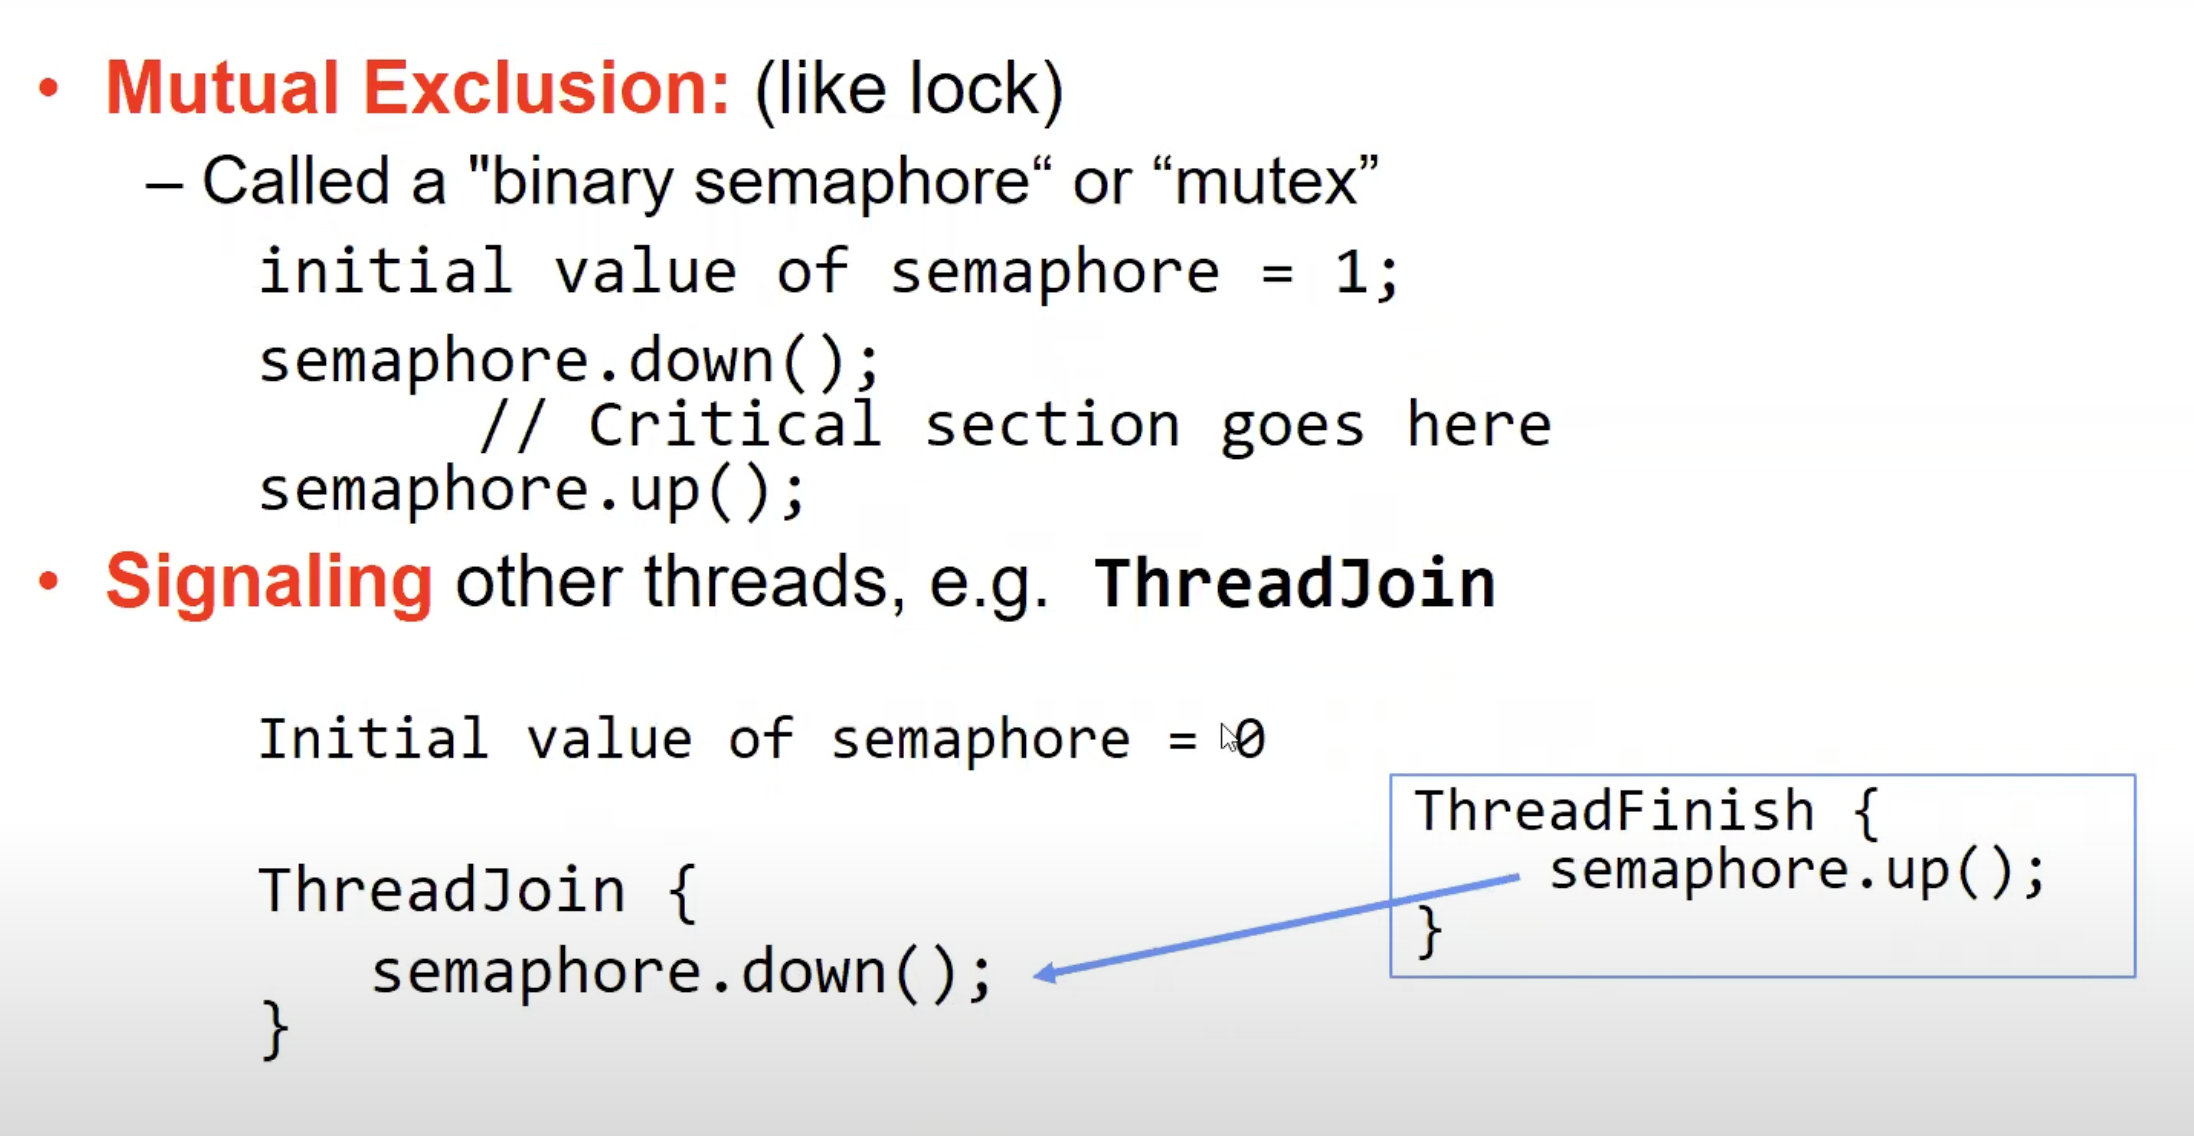 • Mutual Exclusion: (like lock)
– Called a "binary semaphore“ or “mutex”
initial value of semaphore = 1;
semaphore.down();
// Critical section goes here
semaphore.up();
• Signaling other threads, e.g. ThreadJoin
Initial value of semaphore = 0
ThreadFinish {
semaphore.up();
}
ThreadJoin {
semaphore.down();
}